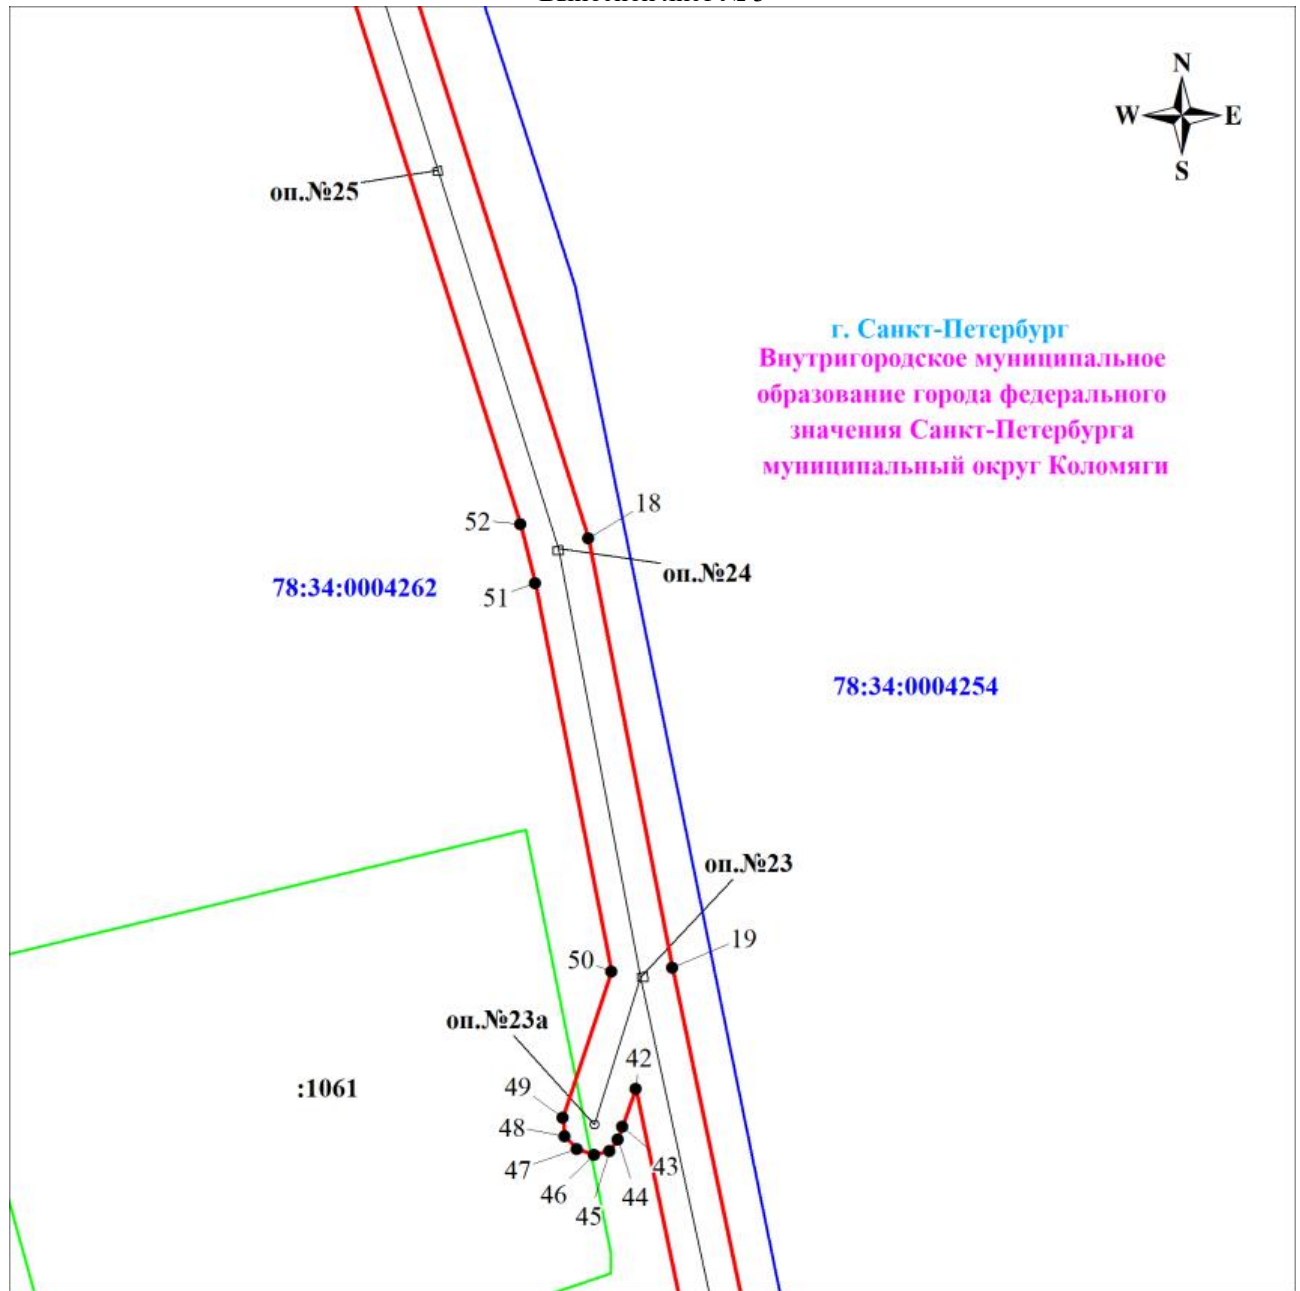 N
W E
S
оп.№25
г. Санкт-Петербург
Внутригородское муниципальное
образование города федерального
значения Санкт-Петербурга
муниципальный округ Коломяги
18
52
оп.№24
78:34:0004262
51
78:34:0004254
оп.№23
19
50
оп.№23а
42
:1061
49
48
47
43
46
44
45